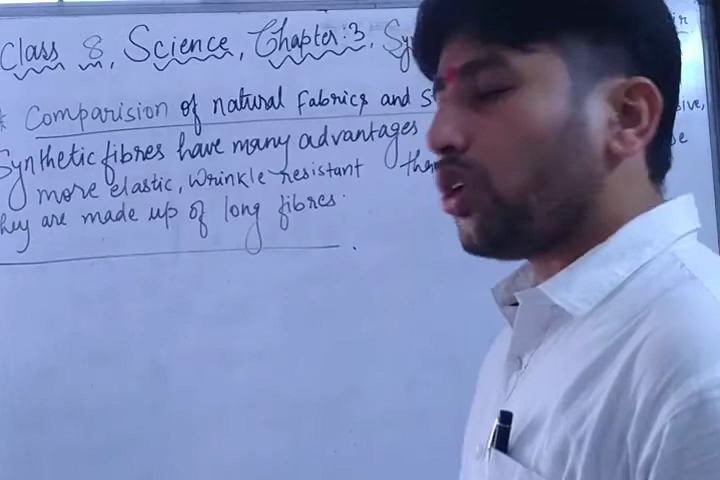 Class 8, Science, Chapter:3, Sy
* Comparision of natural fabrics and S
Synthetic fibres have many advantages
more elastic, Wrinkle resistant the
They are made up of long fibres.